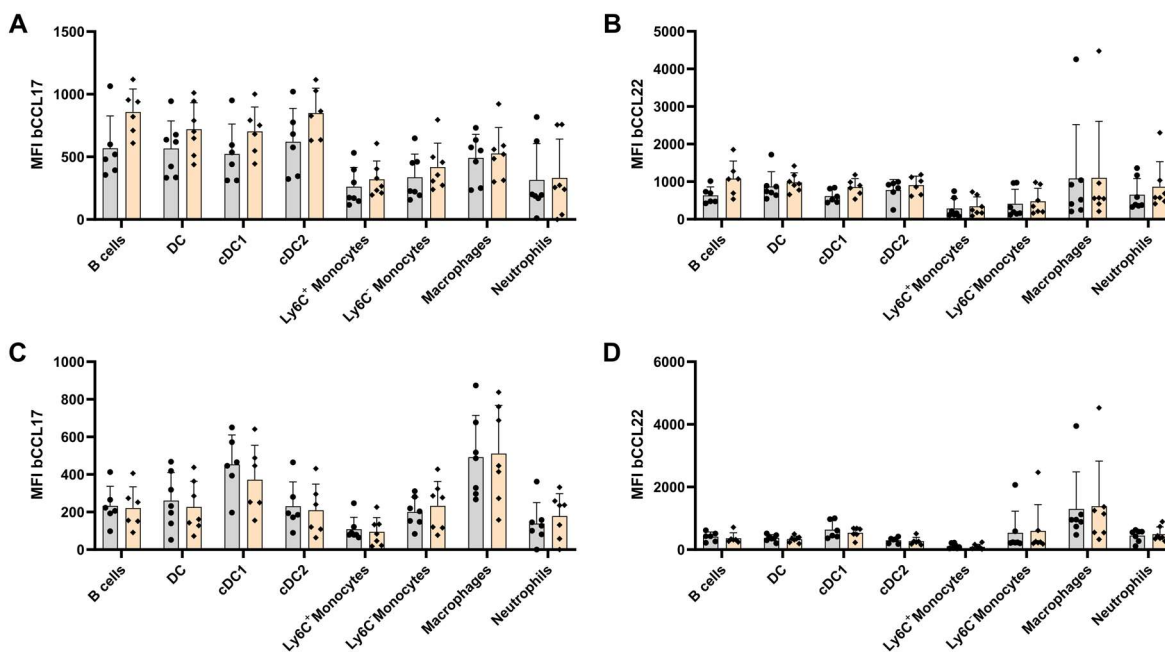 A
MFI bCCL17
1500
1000
500
0
B cells
DC
cDC1
cDC2
Ly6C+ Monocytes
Ly6C- Monocytes
Macrophages
Neutrophils
B
MFI bCCL22
5000
4000
3000
2000
1000
0
B cells
DC
cDC1
cDC2
Ly6C+ Monocytes
Ly6C- Monocytes
Macrophages
Neutrophils
C
MFI bCCL17
1000
800
600
400
200
0
B cells
DC
cDC1
cDC2
Ly6C+ Monocytes
Ly6C- Monocytes
Macrophages
Neutrophils
D
MFI bCCL22
6000
4000
2000
0
B cells
DC
cDC1
cDC2
Ly6C+ Monocytes
Ly6C- Monocytes
Macrophages
Neutrophils